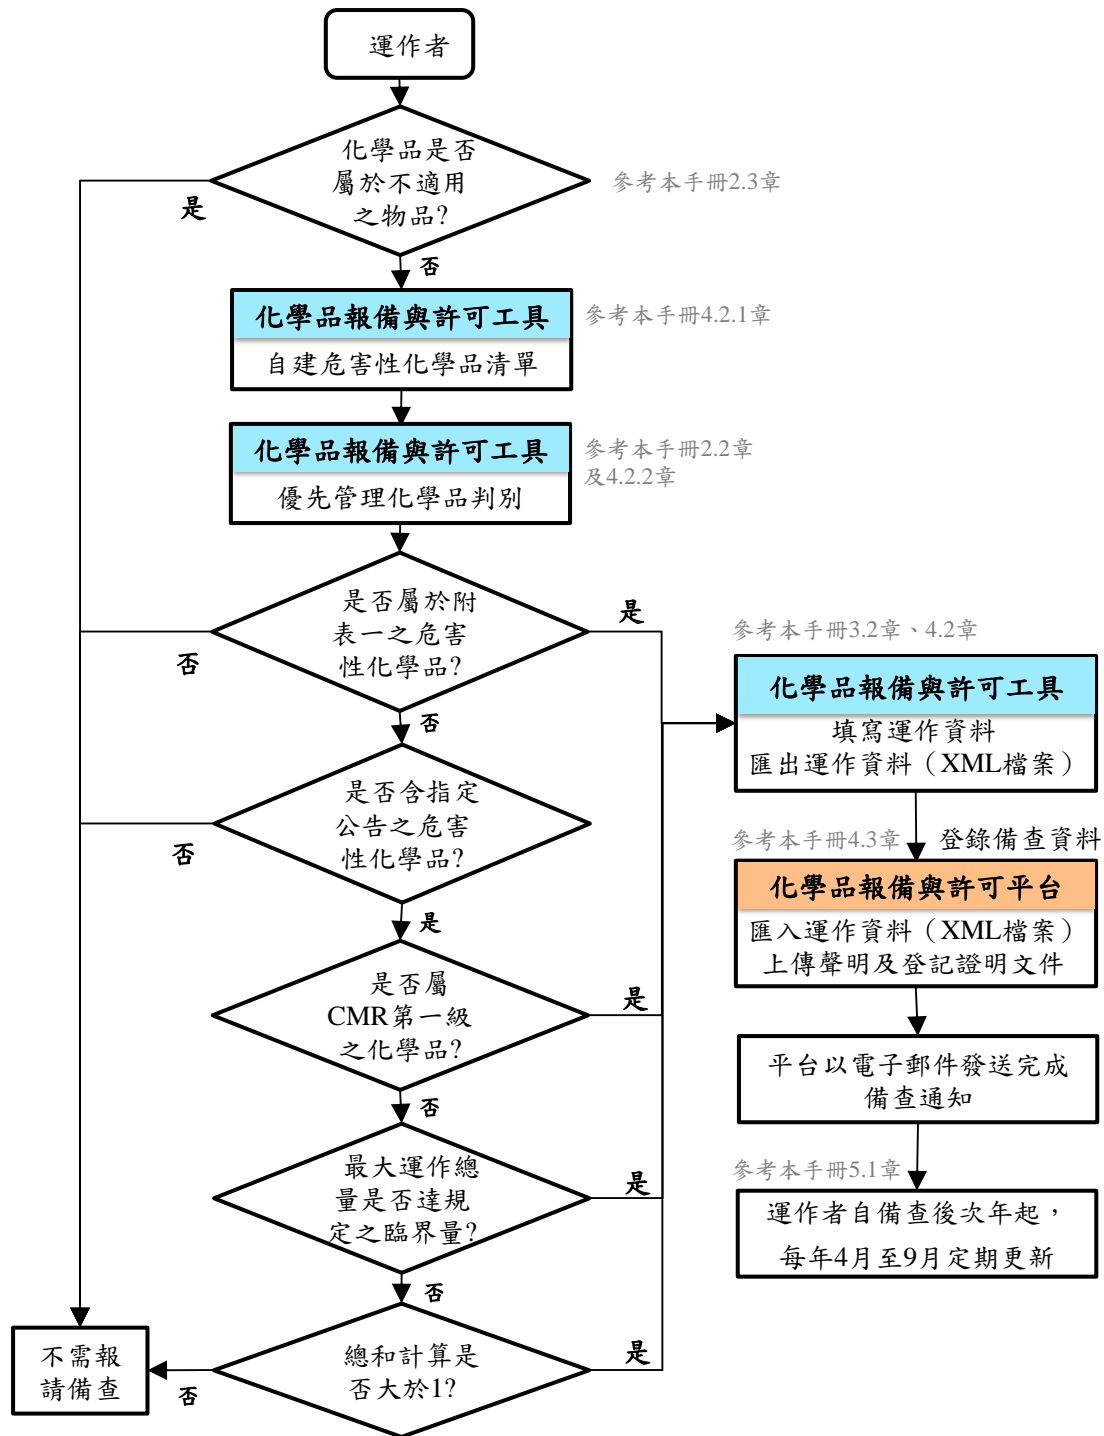 運作者
化學品是否
屬於不適用
之物品?
參考本手冊2.3章
是
否
化學品報備與許可工具
參考本手冊4.2.1章
自建危害性化學品清單
化學品報備與許可工具
參考本手冊2.2章
及4.2.2章
優先管理化學品判別
是否屬於附
表一之危害
性化學品?
是
否
否
參考本手冊3.2章、4.2章
化學品報備與許可工具
填寫運作資料
匯出運作資料（XML檔案）
是否含指定
公告之危害
性化學品?
否
是
參考本手冊4.3章
登錄備查資料
化學品報備與許可平台
匯入運作資料（XML檔案）
上傳聲明及登記證明文件
是否屬
CMR第一級
之化學品?
是
否
平台以電子郵件發送完成
備查通知
最大運作總
量是否達規
定之臨界量?
是
否
參考本手冊5.1章
運作者自備查後次年起，
每年4月至9月定期更新
總和計算是
否大於1?
是
否
不需報
請備查